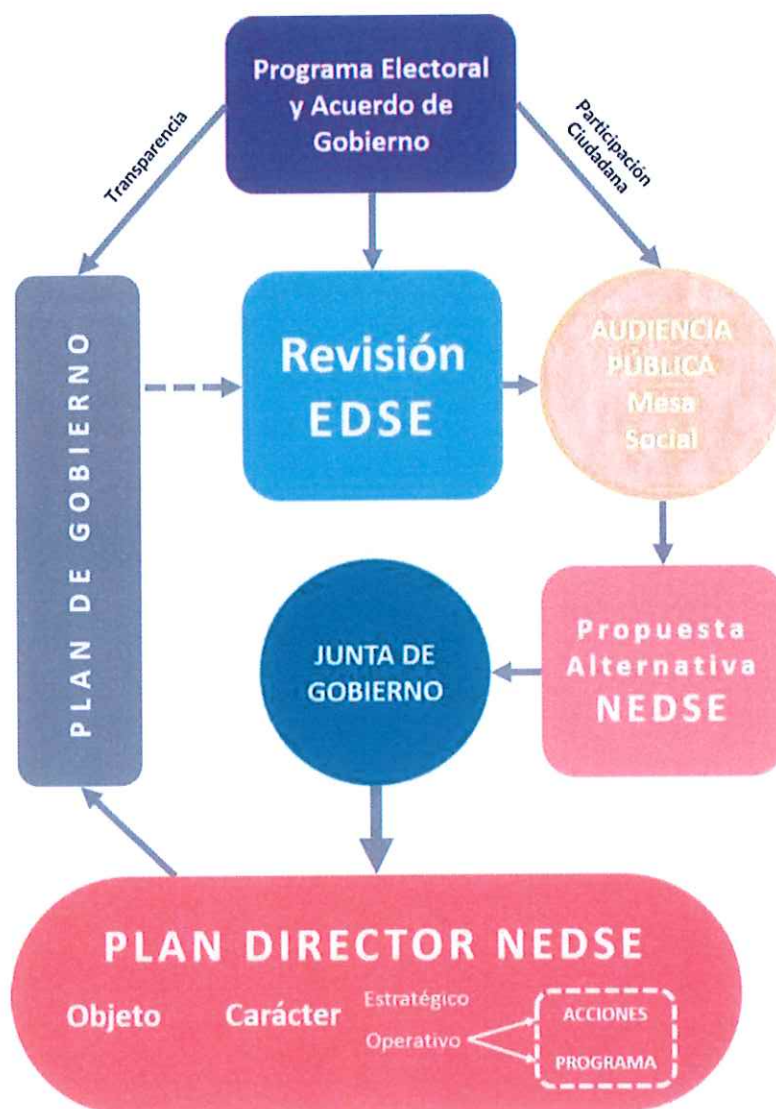 Programa Electoral
y Acuerdo de
Gobierno
Transparencia
Participación
Ciudadana
PLAN DE GOBIERNO
Revisión
EDSE
AUDIENCIA
PÚBLICA
Mesa
Social
Propuesta
Alternativa
NEDSE
JUNTA DE
GOBIERNO
PLAN DIRECTOR NEDSE
Objeto
Carácter
Estratégico
Operativo
ACCIONES
PROGRAMA